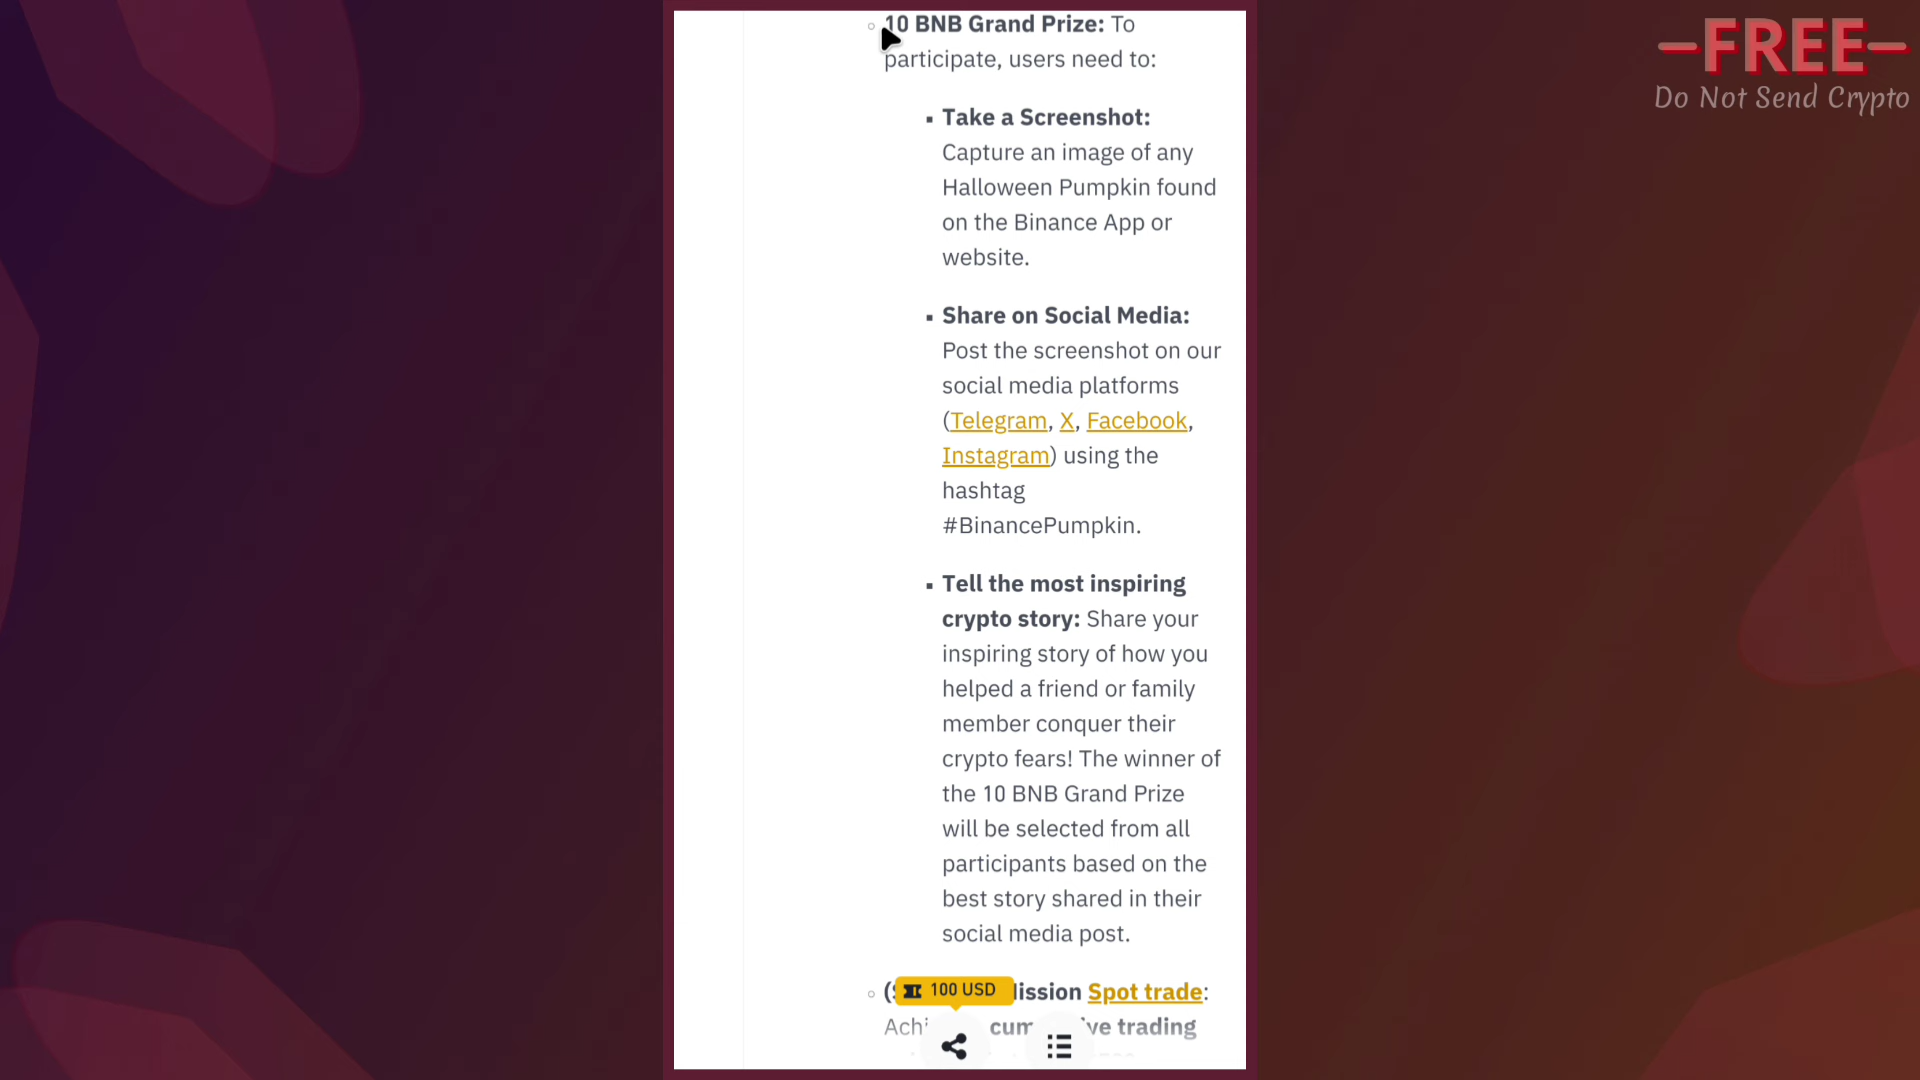 10 BNB Grand Prize: To
participate, users need to:
Take a Screenshot:
Capture an image of any
Halloween Pumpkin found
on the Binance App or
website.
Share on Social Media:
Post the screenshot on our
social media platforms
(Telegram, X, Facebook,
Instagram) using the
hashtag
#BinancePumpkin.
Tell the most inspiring
crypto story: Share your
inspiring story of how you
helped a friend or family
member conquer their
crypto fears! The winner of
the 10 BNB Grand Prize
will be selected from all
participants based on the
best story shared in their
social media post.
100 USD
Spot trade:
trading
–FREE–
Do Not Send Crypto